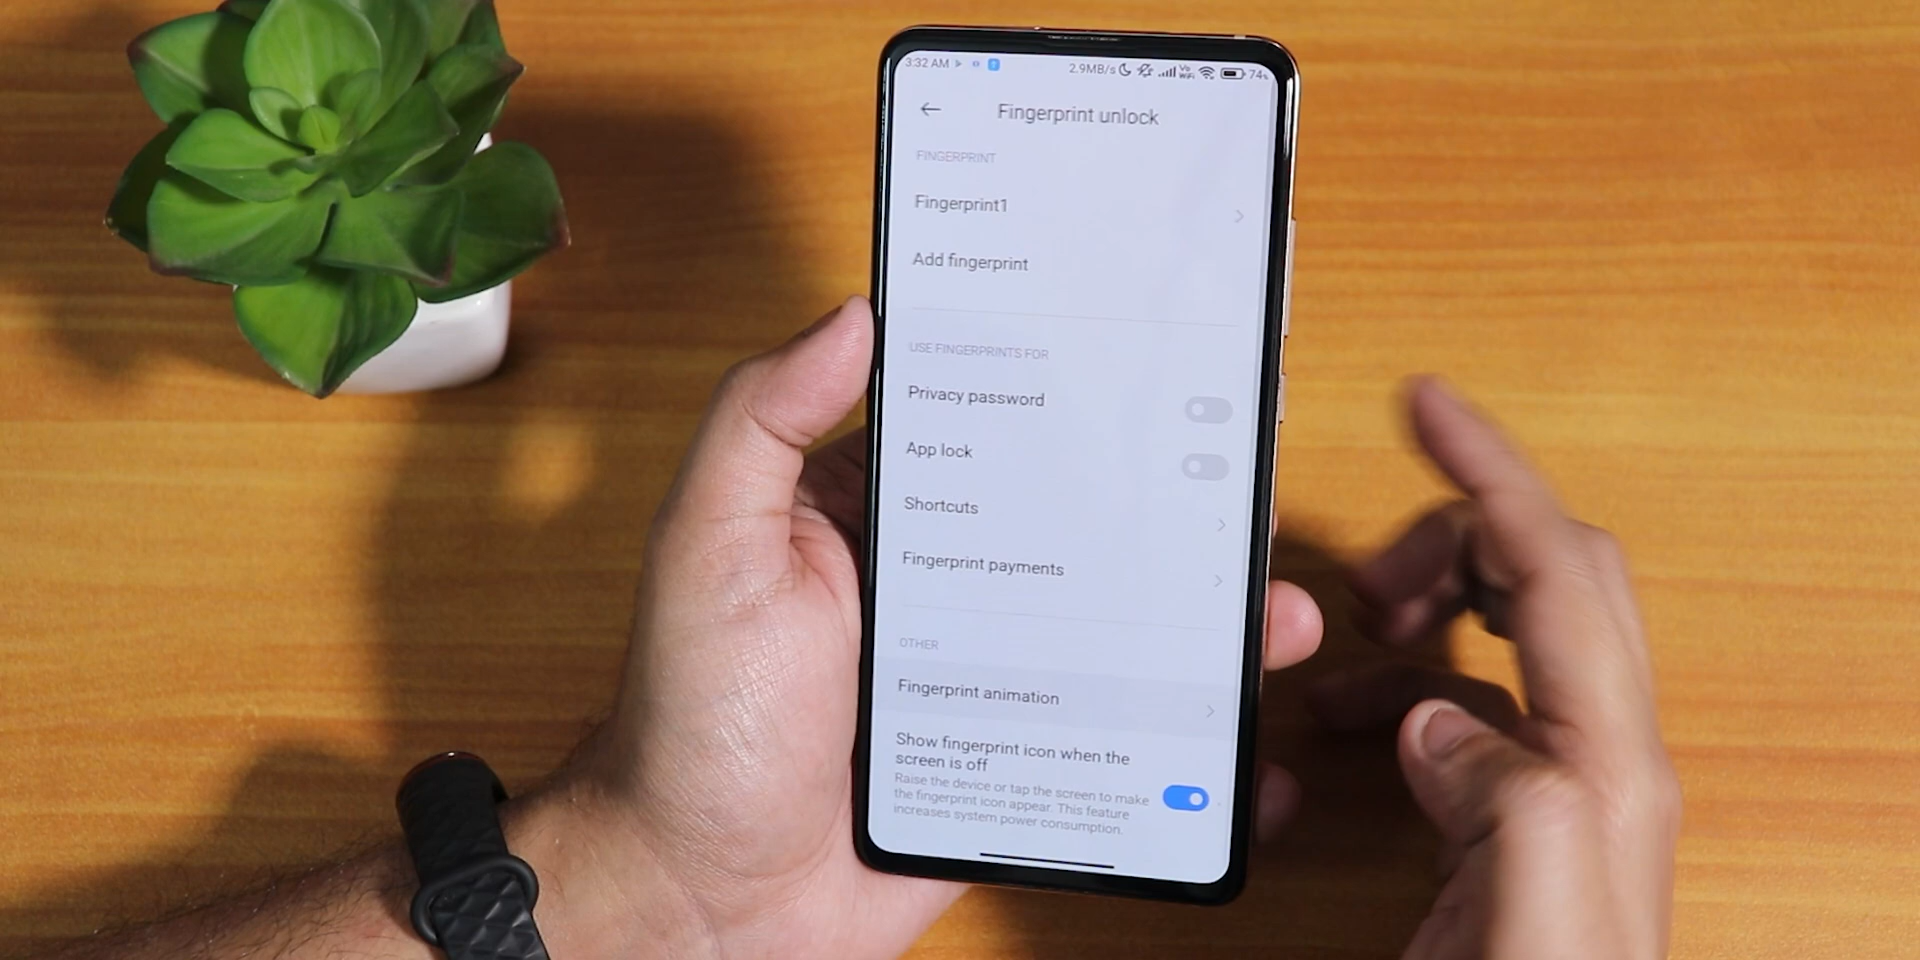 3:32 AM 2.9MB/s Vo WiFi 74%
Fingerprint unlock
FINGERPRINT
Fingerprint1
Add fingerprint
USE FINGERPRINTS FOR
Privacy password
App lock
Shortcuts
Fingerprint payments
OTHER
Fingerprint animation
Show fingerprint icon when the
screen is off
Raise the device or tap the screen to make
the fingerprint icon appear. This feature
increases system power consumption.